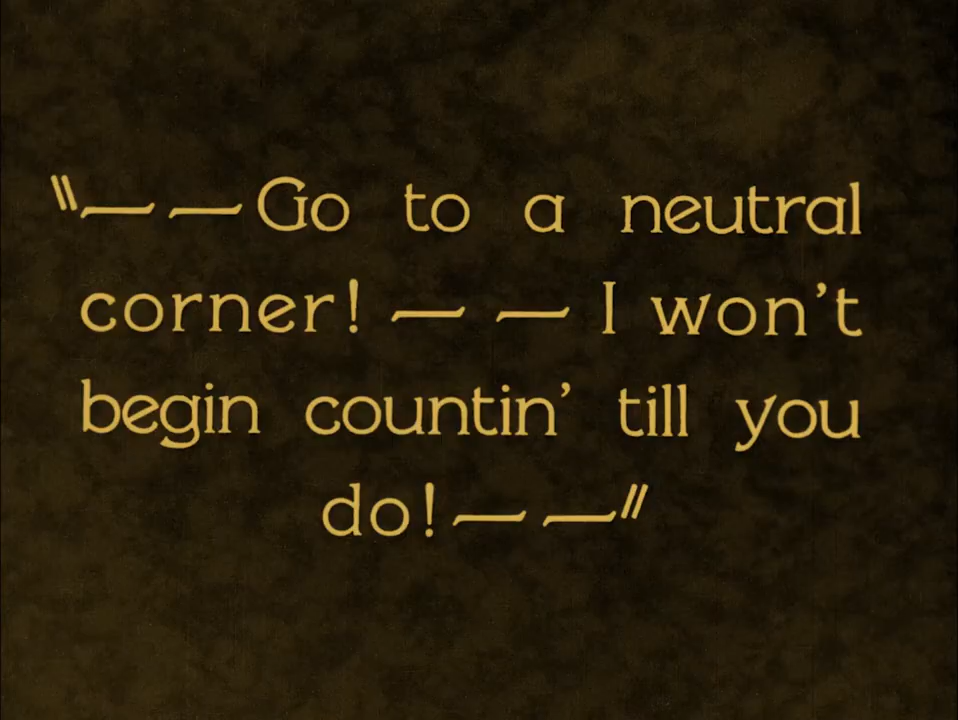 "— —Go to a neutral
corner! — — I won't
begin countin' till you
do!— —"